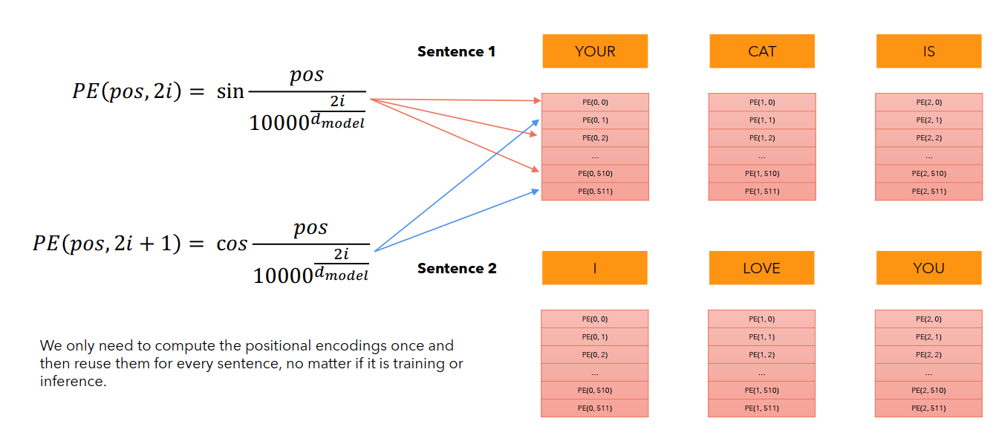 Sentence 1
YOUR CAT IS
PE(pos, 2i) = sin pos / 10000^(2i / d_model)
PE(0, 0) PE(1, 0) PE(2, 0)
PE(0, 1) PE(1, 1) PE(2, 1)
PE(0, 2) PE(1, 2) PE(2, 2)
... ... ...
PE(0, 510) PE(1, 510) PE(2, 510)
PE(0, 511) PE(1, 511) PE(2, 511)
PE(pos, 2i + 1) = cos pos / 10000^(2i / d_model)
Sentence 2
I LOVE YOU
PE(0, 0) PE(1, 0) PE(2, 0)
PE(0, 1) PE(1, 1) PE(2, 1)
PE(0, 2) PE(1, 2) PE(2, 2)
... ... ...
PE(0, 510) PE(1, 510) PE(2, 510)
PE(0, 511) PE(1, 511) PE(2, 511)
We only need to compute the positional encodings once and
then reuse them for every sentence, no matter if it is training or
inference.